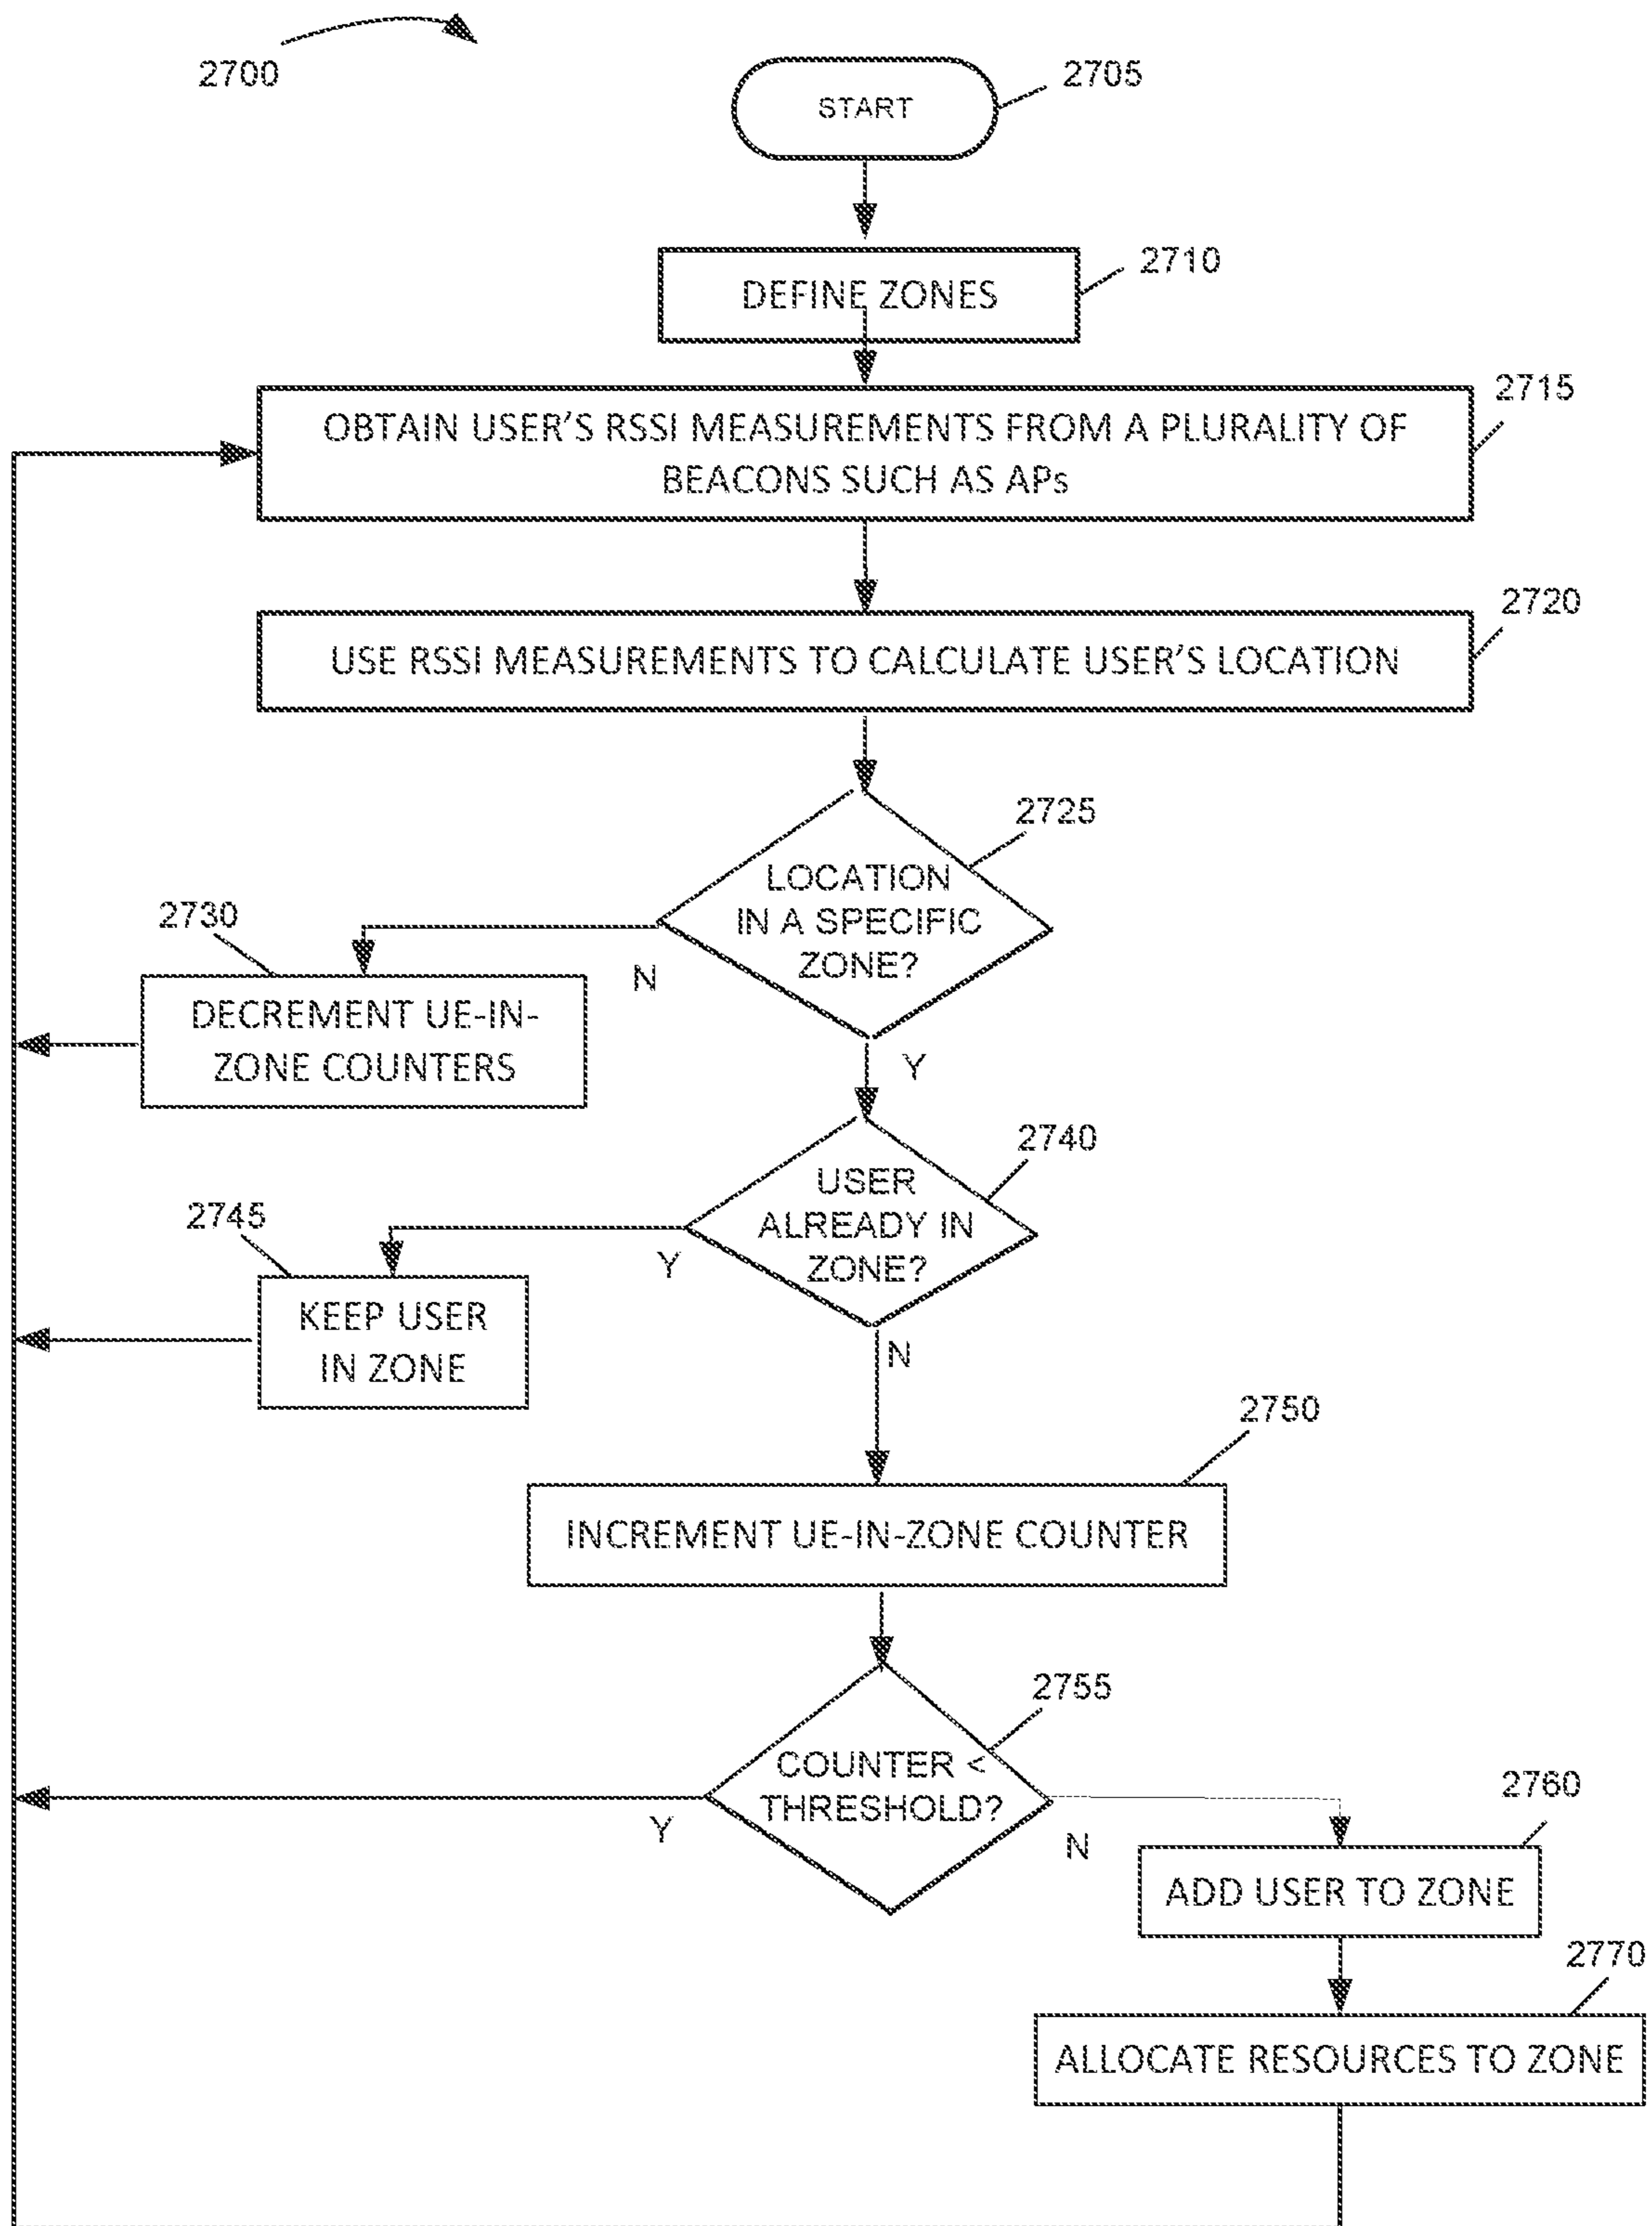 2700
START
2705
DEFINE ZONES
2710
OBTAIN USER'S RSSI MEASUREMENTS FROM A PLURALITY OF
BEACONS SUCH AS APs
2715
USE RSSI MEASUREMENTS TO CALCULATE USER'S LOCATION
2720
LOCATION
IN A SPECIFIC
ZONE?
2725
N
Y
2730
DECREMENT UE-IN-
ZONE COUNTERS
USER
ALREADY IN
ZONE?
2740
Y
N
2745
KEEP USER
IN ZONE
2750
INCREMENT UE-IN-ZONE COUNTER
COUNTER <
THRESHOLD?
2755
Y
N
2760
ADD USER TO ZONE
2770
ALLOCATE RESOURCES TO ZONE